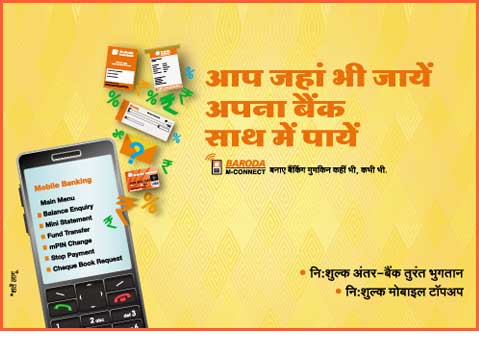 आप जहां भी जायें
अपना बैंक
साथ में पायें
BARODA
M-CONNECT बनाए बैंकिंग मुमकिन कहीं भी, कभी भी.
Mobile Banking
Main Menu
Balance Enquiry
Mini Statement
Fund Transfer
mPIN Change
Stop Payment
Cheque Book Request
• नि:शुल्क अंतर-बैंक तुरंत भुगतान
• नि:शुल्क मोबाइल टॉपअप
*शर्तें लागू.